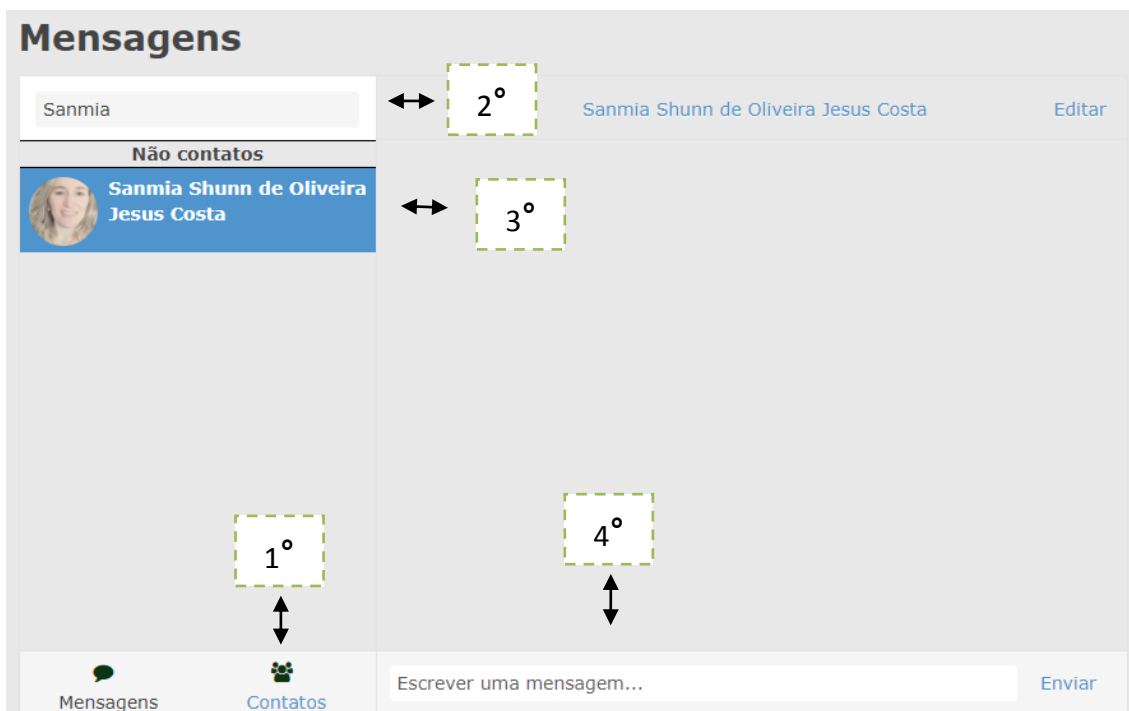 Mensagens
Sanmia
2°
Sanmia Shunn de Oliveira Jesus Costa
Editar
Não contatos
Sanmia Shunn de Oliveira
Jesus Costa
3°
1°
4°
Mensagens
Contatos
Escrever uma mensagem...
Enviar